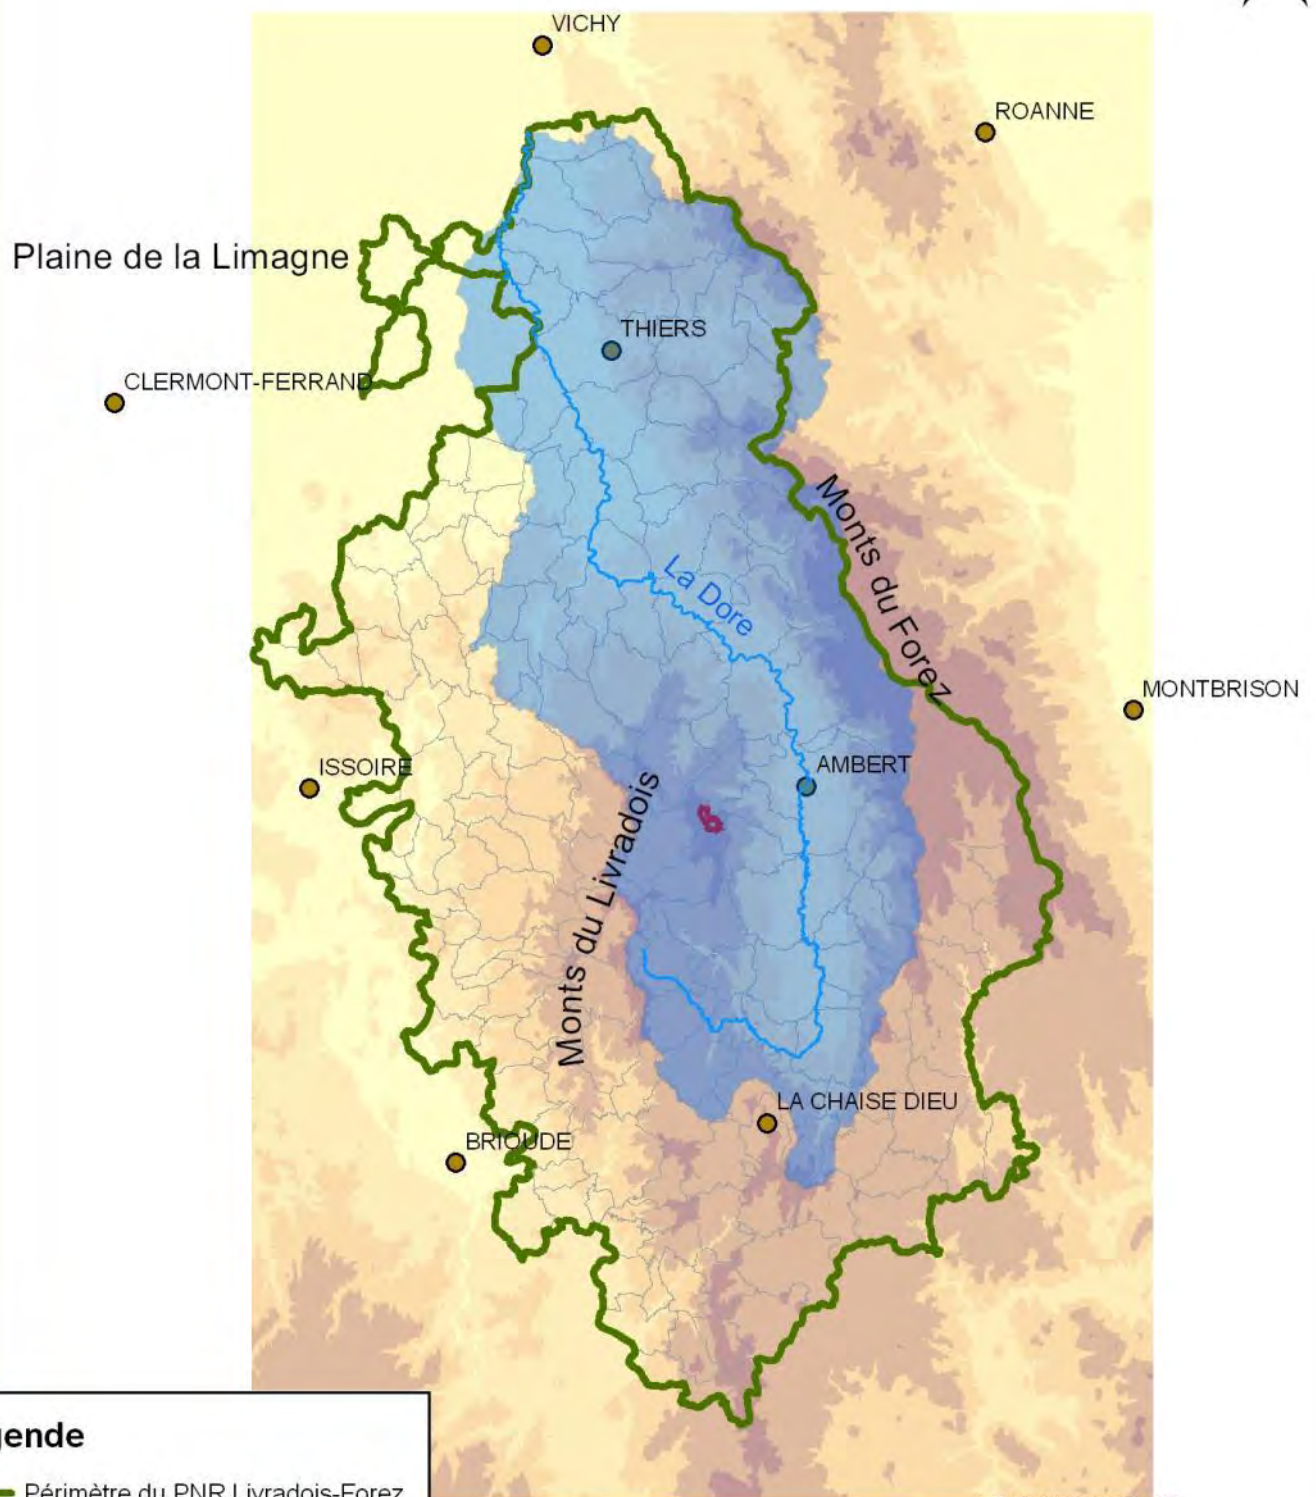 VICHY
ROANNE
Plaine de la Limagne
THIERS
CLERMONT-FERRAND
Monts du Forez
La Dore
MONTBRISON
ISSOIRE
AMBERT
Monts du Livradois
LA CHAISE DIEU
BRIOUDE
gende
Périmètre du PNR Livradois-Forez